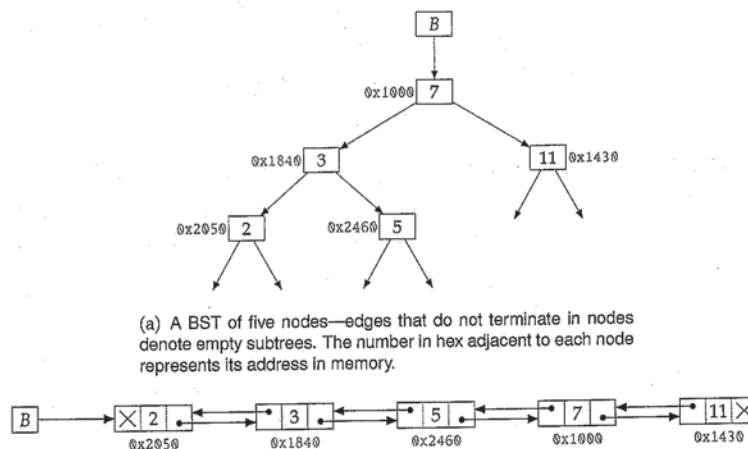 B
0x1000 7
0x1840 3
11 0x1430
0x2050 2
0x2460 5
(a) A BST of five nodes—edges that do not terminate in nodes
denote empty subtrees. The number in hex adjacent to each node
represents its address in memory.
B 2 3 5 7 11
0x2050 0x1840 0x2460 0x1000 0x1430